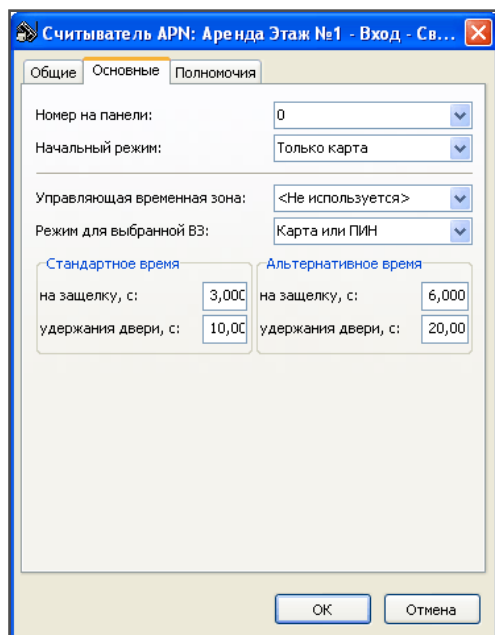 Считыватель APN: Аренда Этаж №1 - Вход - Св...
Общие Основные Полномочия
Номер на панели: 0
Начальный режим: Только карта
Управляющая временная зона: <Не используется>
Режим для выбранной ВЗ: Карта или ПИН
Стандартное время Альтернативное время
на защелку, с: 3,000 на защелку, с: 6,000
удержания двери, с: 10,00 удержания двери, с: 20,00
ОК Отмена